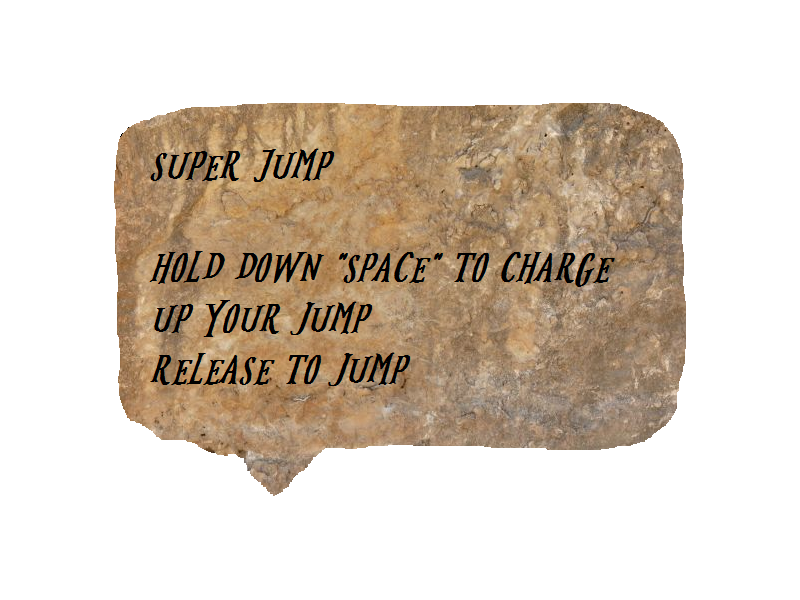 SUPER JUMP
HOLD DOWN "SPACE" TO CHARGE
UP YOUR JUMP
RELEASE TO JUMP